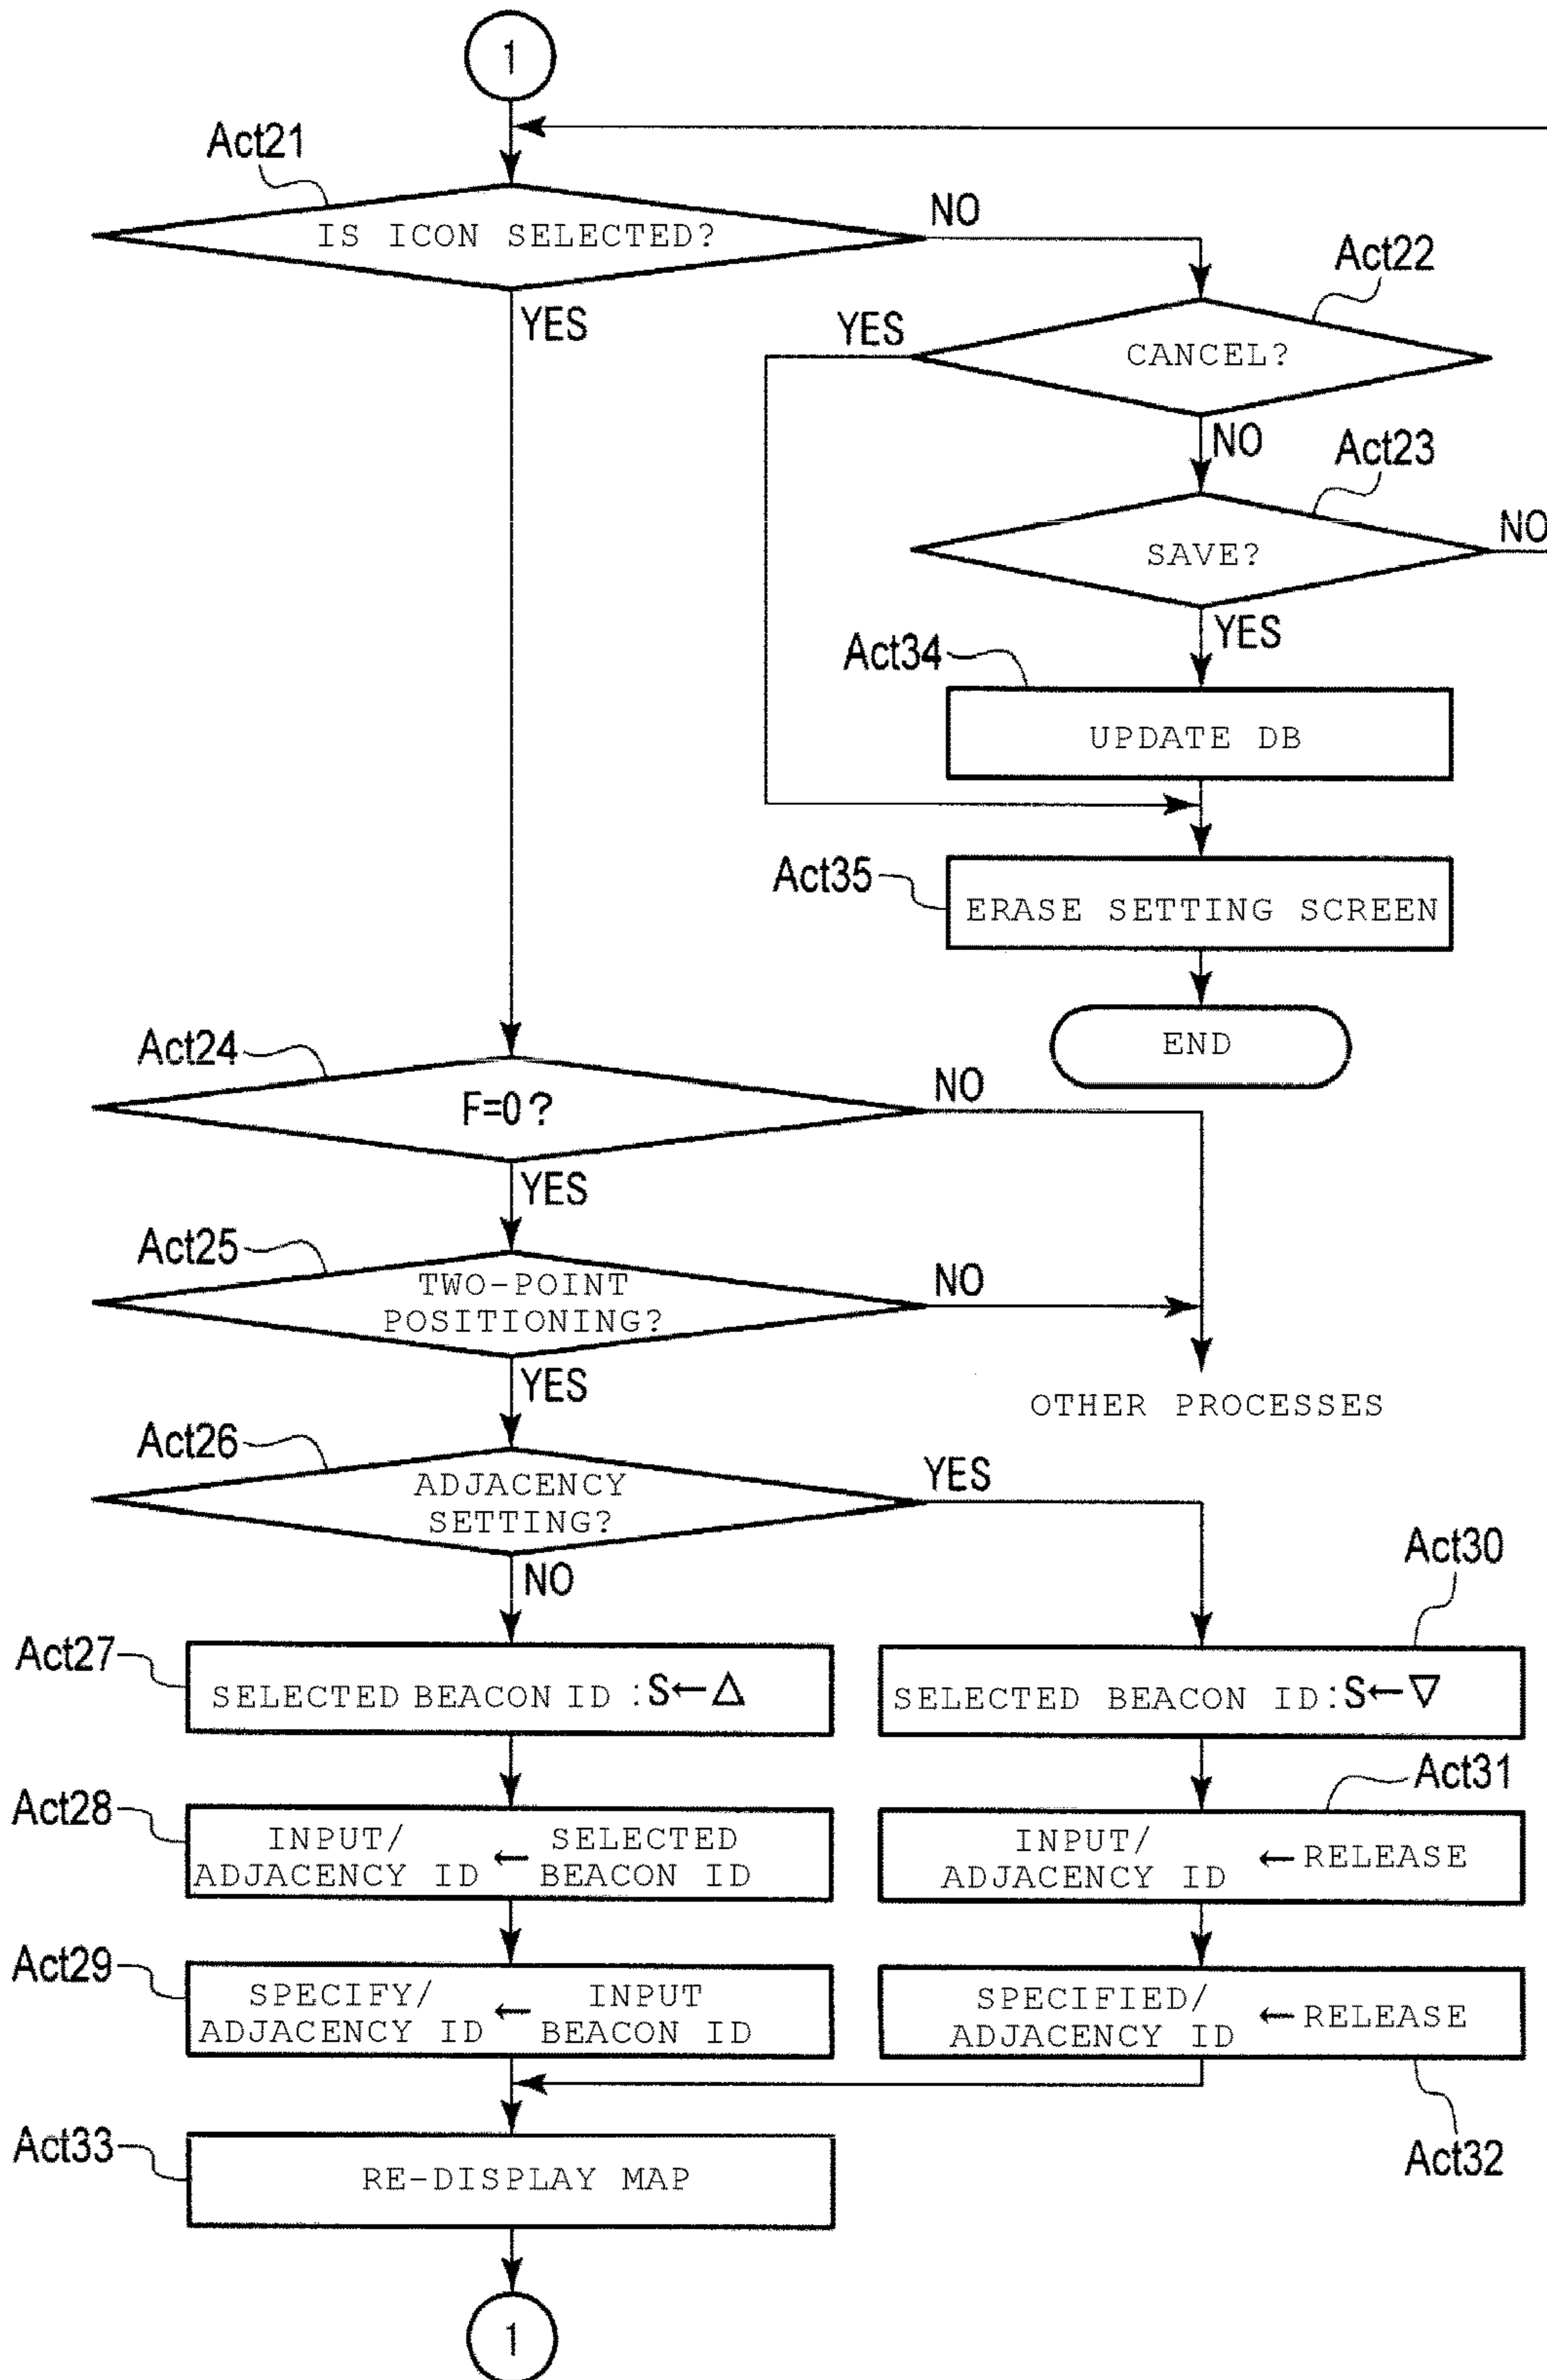 1
Act21
IS ICON SELECTED?
NO
YES
Act22
YES
CANCEL?
NO
Act23
SAVE?
NO
YES
Act34
UPDATE DB
Act35
ERASE SETTING SCREEN
END
Act24
F=0?
NO
YES
Act25
TWO-POINT
POSITIONING?
NO
YES
OTHER PROCESSES
Act26
ADJACENCY
SETTING?
YES
NO
Act27
SELECTED BEACON ID :S←△
Act30
SELECTED BEACON ID:S←▽
Act28
INPUT/
ADJACENCY ID
←
SELECTED
BEACON ID
Act31
INPUT/
ADJACENCY ID
←RELEASE
Act29
SPECIFY/
ADJACENCY ID
←
INPUT
BEACON ID
SPECIFIED/
ADJACENCY ID
←RELEASE
Act32
Act33
RE-DISPLAY MAP
1